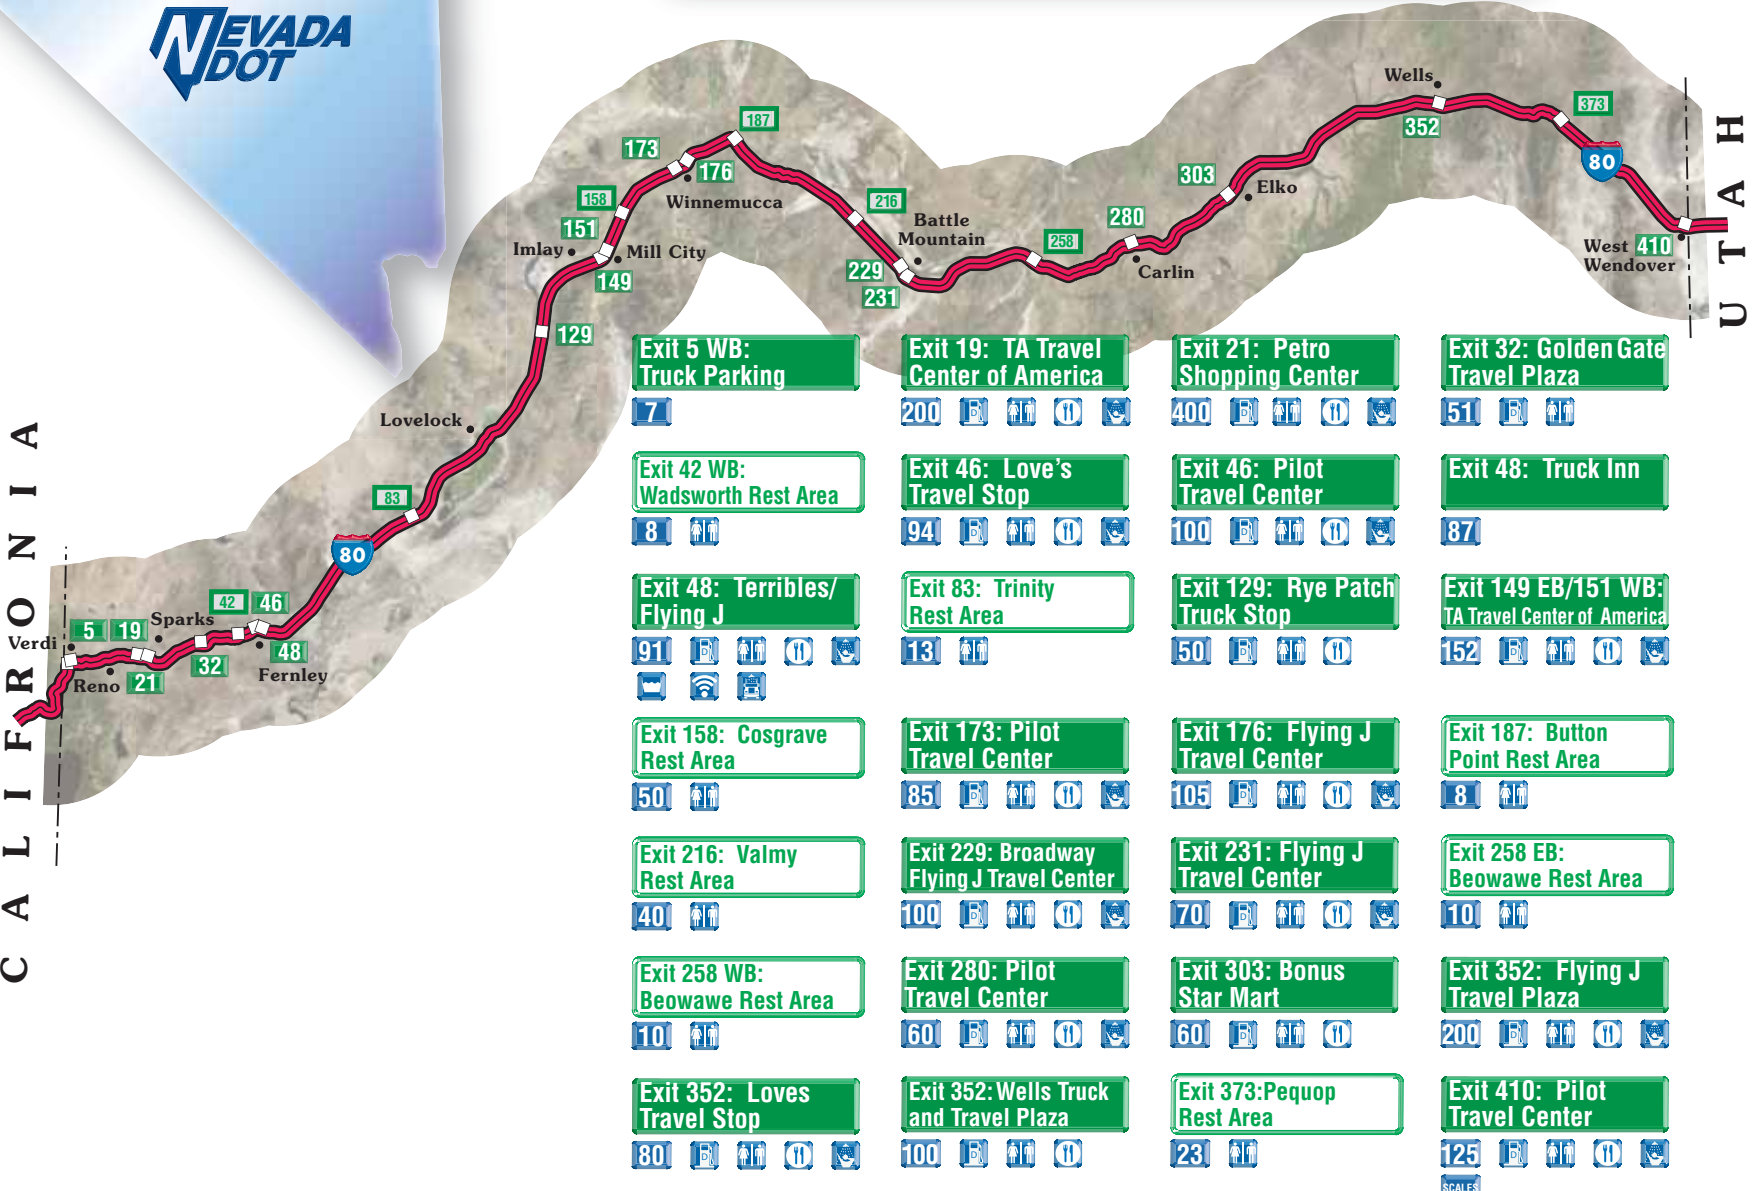 NEVADA
DOT
CALIFRONIA
UTAH
Verdi
5
19
Sparks
42
46
Reno
21
32
48
Fernley
80
83
Lovelock
129
Imlay
Mill City
149
151
158
173
176
Winnemucca
187
216
Battle
Mountain
229
231
258
280
Carlin
303
Elko
Wells
352
373
80
West
Wendover
410
Exit 5 WB:
Truck Parking
7
Exit 19: TA Travel
Center of America
200 D
Exit 21: Petro
Shopping Center
400 D
Exit 32: Golden Gate
Travel Plaza
51 D
Exit 42 WB:
Wadsworth Rest Area
8
Exit 46: Love's
Travel Stop
94 D
Exit 46: Pilot
Travel Center
100 D
Exit 48: Truck Inn
87
Exit 48: Terribles/
Flying J
91 D
Exit 83: Trinity
Rest Area
13
Exit 129: Rye Patch
Truck Stop
50 D
Exit 149 EB/151 WB:
TA Travel Center of America
152 D
Exit 158: Cosgrave
Rest Area
50
Exit 173: Pilot
Travel Center
85 D
Exit 176: Flying J
Travel Center
105 D
Exit 187: Button
Point Rest Area
8
Exit 216: Valmy
Rest Area
40
Exit 229: Broadway
Flying J Travel Center
100 D
Exit 231: Flying J
Travel Center
70 D
Exit 258 EB:
Beowawe Rest Area
10
Exit 258 WB:
Beowawe Rest Area
10
Exit 280: Pilot
Travel Center
60 D
Exit 303: Bonus
Star Mart
60 D
Exit 352: Flying J
Travel Plaza
200 D
Exit 352: Loves
Travel Stop
80 D
Exit 352: Wells Truck
and Travel Plaza
100 D
Exit 373:Pequop
Rest Area
23
Exit 410: Pilot
Travel Center
125 D
SCALES